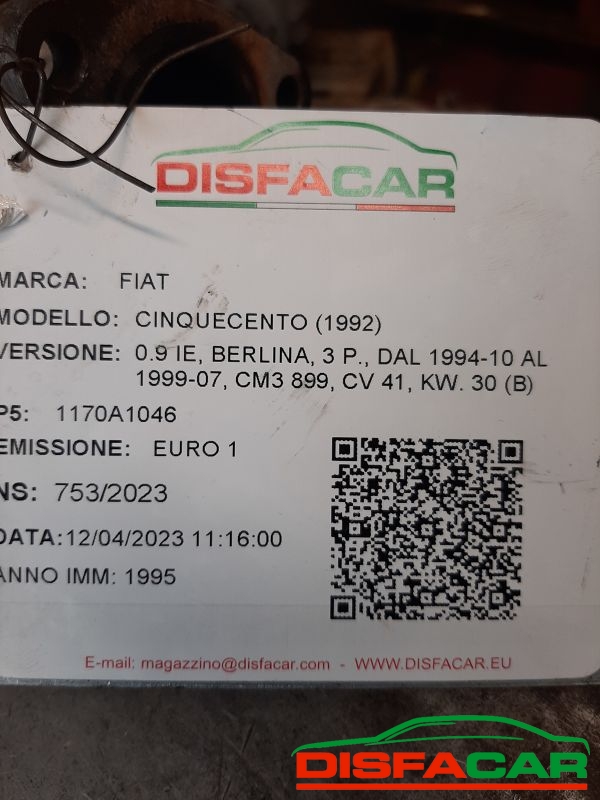 DISFACAR
MARCA: FIAT
MODELLO: CINQUECENTO (1992)
VERSIONE: 0.9 IE, BERLINA, 3 P., DAL 1994-10 AL
1999-07, CM3 899, CV 41, KW. 30 (B)
P5: 1170A1046
EMISSIONE: EURO 1
NS: 753/2023
DATA:12/04/2023 11:16:00
ANNO IMM: 1995
E-mail: magazzino@disfacar.com - WWW.DISFACAR.EU
DISFACAR